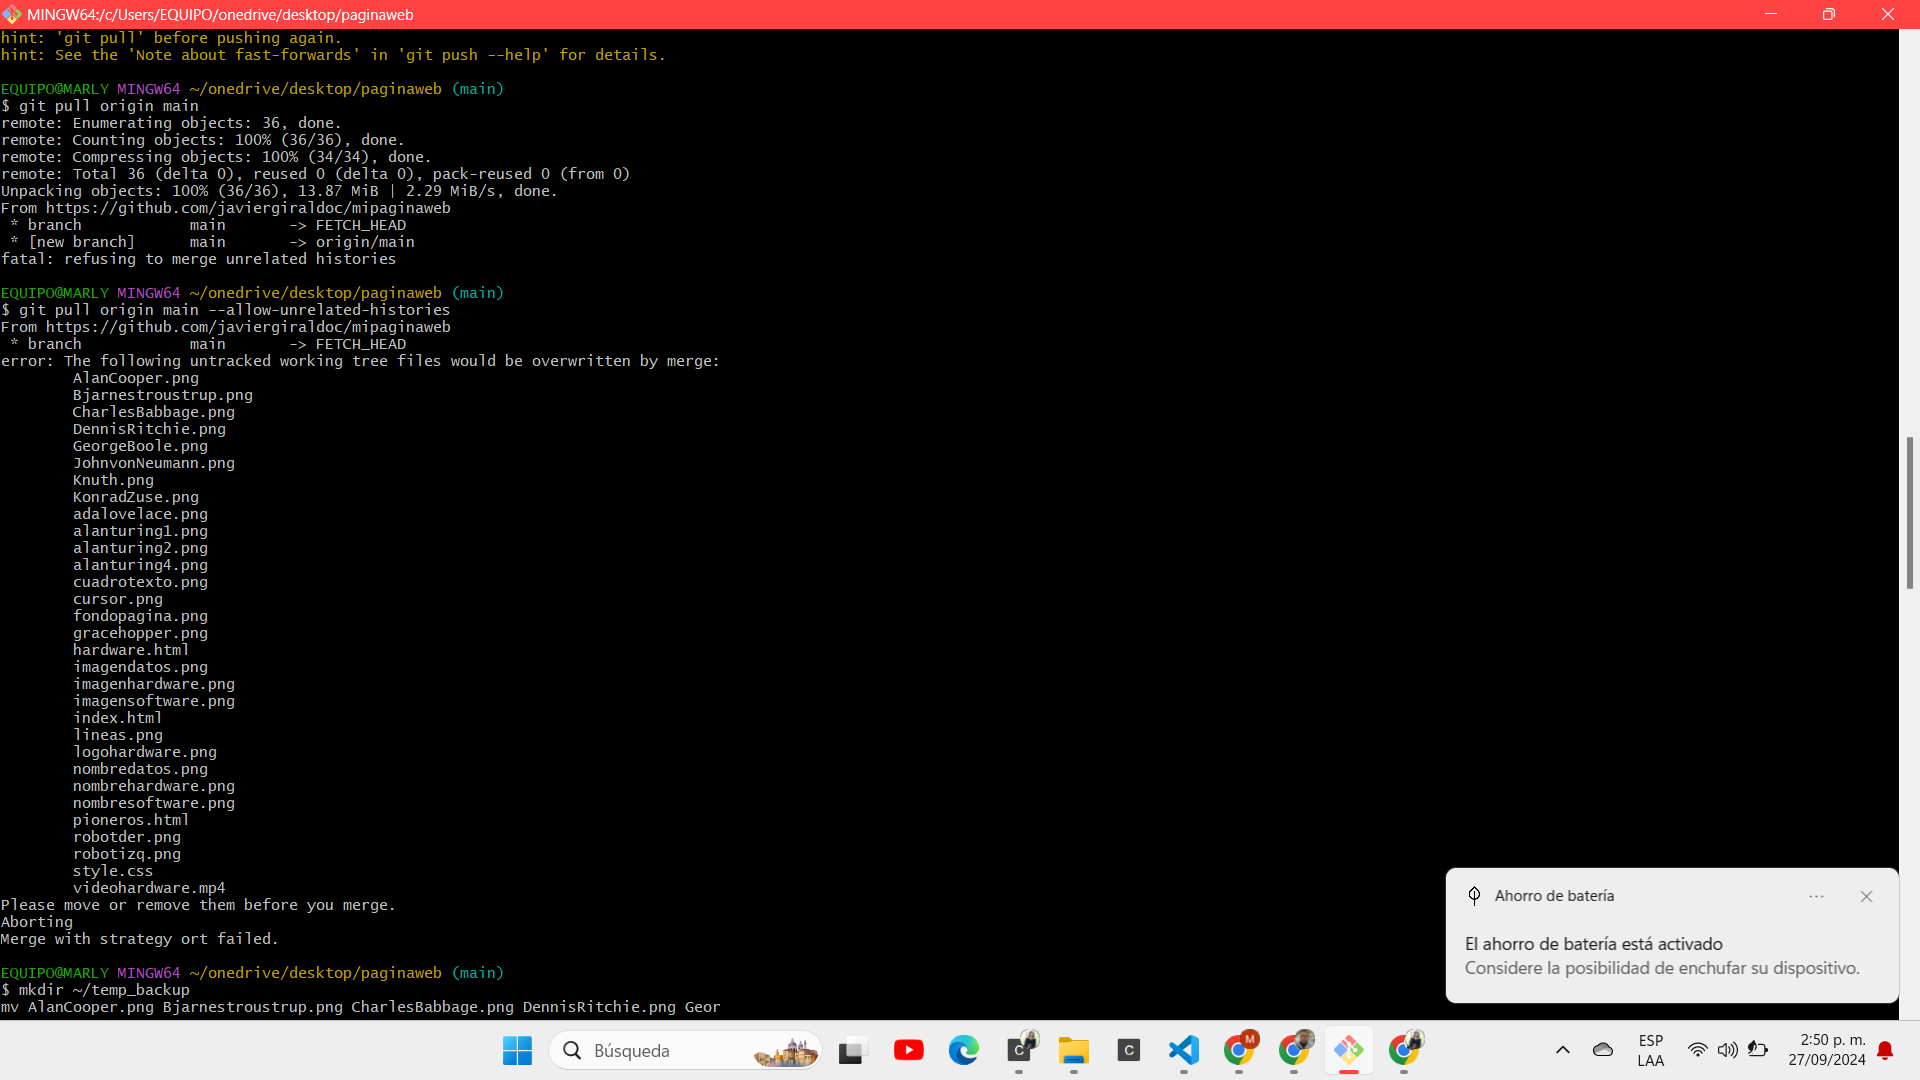 MINGW64:/c/Users/EQUIPO/onedrive/desktop/paginaweb
hint: 'git pull' before pushing again.
hint: See the 'Note about fast-forwards' in 'git push --help' for details.
EQUIPO@MARLY MINGW64 ~/onedrive/desktop/paginaweb (main)
$ git pull origin main
remote: Enumerating objects: 36, done.
remote: Counting objects: 100% (36/36), done.
remote: Compressing objects: 100% (34/34), done.
remote: Total 36 (delta 0), reused 0 (delta 0), pack-reused 0 (from 0)
Unpacking objects: 100% (36/36), 13.87 MiB | 2.29 MiB/s, done.
From https://github.com/javiergiraldoc/mipaginaweb
 * branch            main       -> FETCH_HEAD
 * [new branch]      main       -> origin/main
fatal: refusing to merge unrelated histories
EQUIPO@MARLY MINGW64 ~/onedrive/desktop/paginaweb (main)
$ git pull origin main --allow-unrelated-histories
From https://github.com/javiergiraldoc/mipaginaweb
 * branch            main       -> FETCH_HEAD
error: The following untracked working tree files would be overwritten by merge:
        AlanCooper.png
        Bjarnestroustrup.png
        CharlesBabbage.png
        DennisRitchie.png
        GeorgeBoole.png
        JohnvonNeumann.png
        Knuth.png
        KonradZuse.png
        adalovelace.png
        alanturing1.png
        alanturing2.png
        alanturing4.png
        cuadrotexto.png
        cursor.png
        fondopagina.png
        gracehopper.png
        hardware.html
        imagendatos.png
        imagenhardware.png
        imagensoftware.png
        index.html
        lineas.png
        logohardware.png
        nombredatos.png
        nombrehardware.png
        nombresoftware.png
        pioneros.html
        robotder.png
        robotizq.png
        style.css
        videohardware.mp4
Please move or remove them before you merge.
Aborting
Merge with strategy ort failed.
EQUIPO@MARLY MINGW64 ~/onedrive/desktop/paginaweb (main)
$ mkdir ~/temp_backup
mv AlanCooper.png Bjarnestroustrup.png CharlesBabbage.png DennisRitchie.png Geor
Ahorro de batería
El ahorro de batería está activado
Considere la posibilidad de enchufar su dispositivo.
Búsqueda
C
C
M
ESP
LAA
2:50 p. m.
27/09/2024